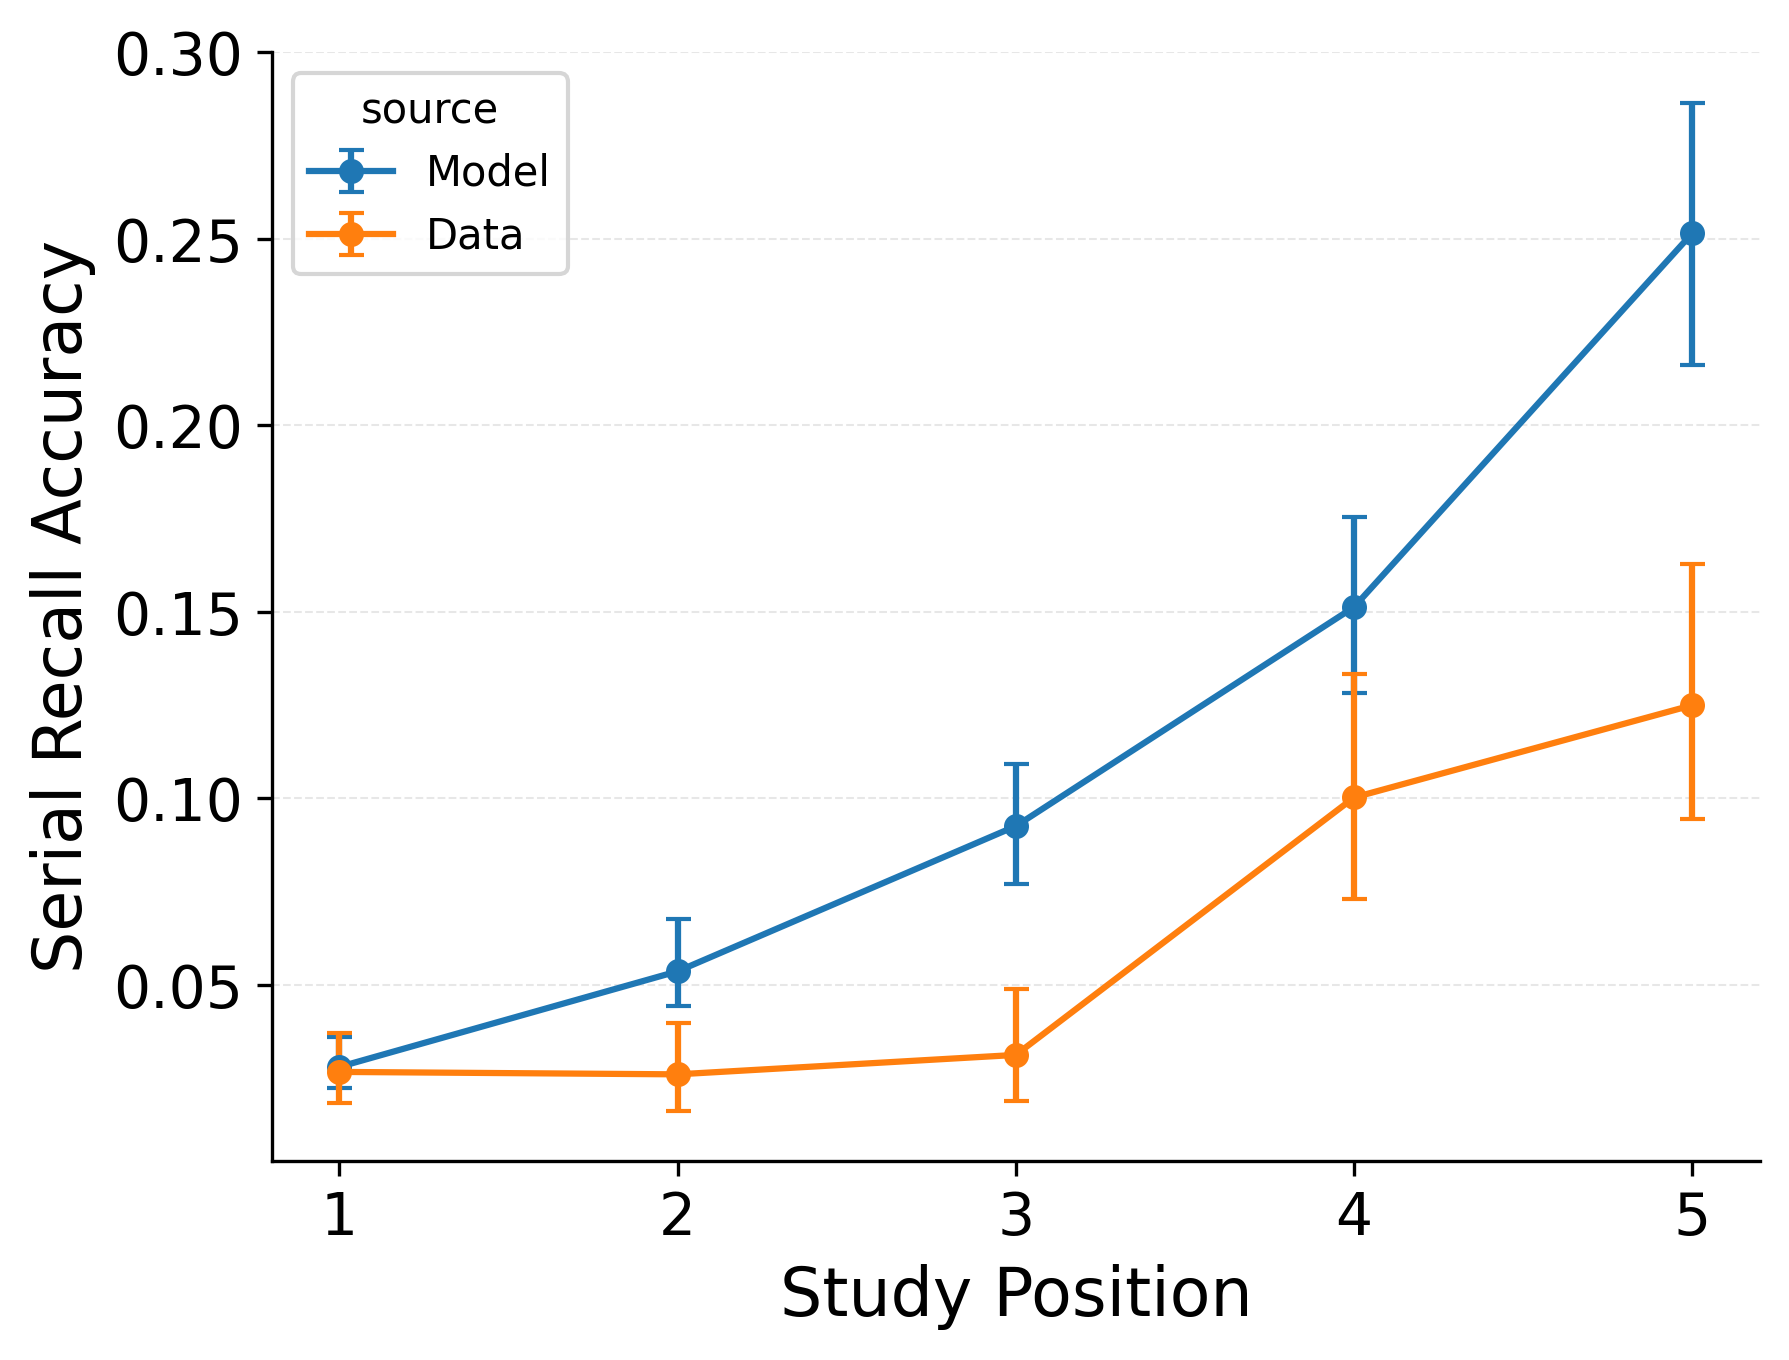 0.30
0.25
0.20
0.15
0.10
0.05
Serial Recall Accuracy
source
Model
Data
1 2 3 4 5
Study Position